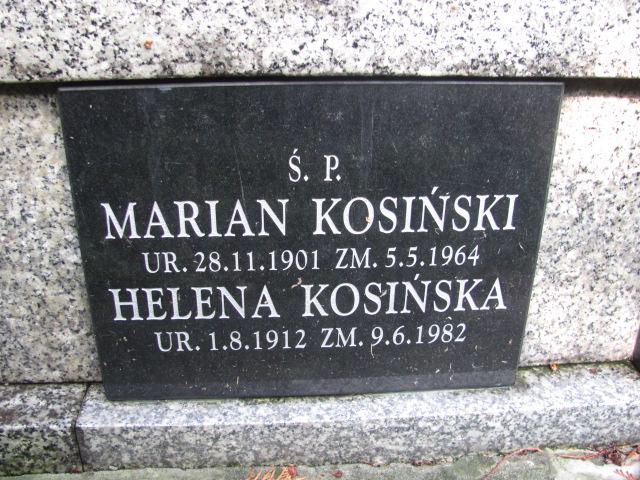 Ś. P.
MARIAN KOSIŃSKI
UR. 28.11.1901 ZM. 5.5.1964
HELENA KOSIŃSKA
UR. 1.8.1912 ZM. 9.6.1982